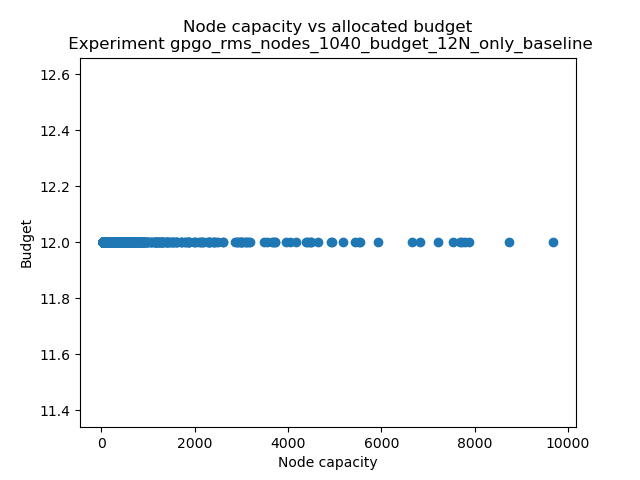 Node capacity vs allocated budget
Experiment gpgo_rms_nodes_1040_budget_12N_only_baseline
12.6
12.4
12.2
12.0
11.8
11.6
11.4
Budget
0 2000 4000 6000 8000 10000
Node capacity